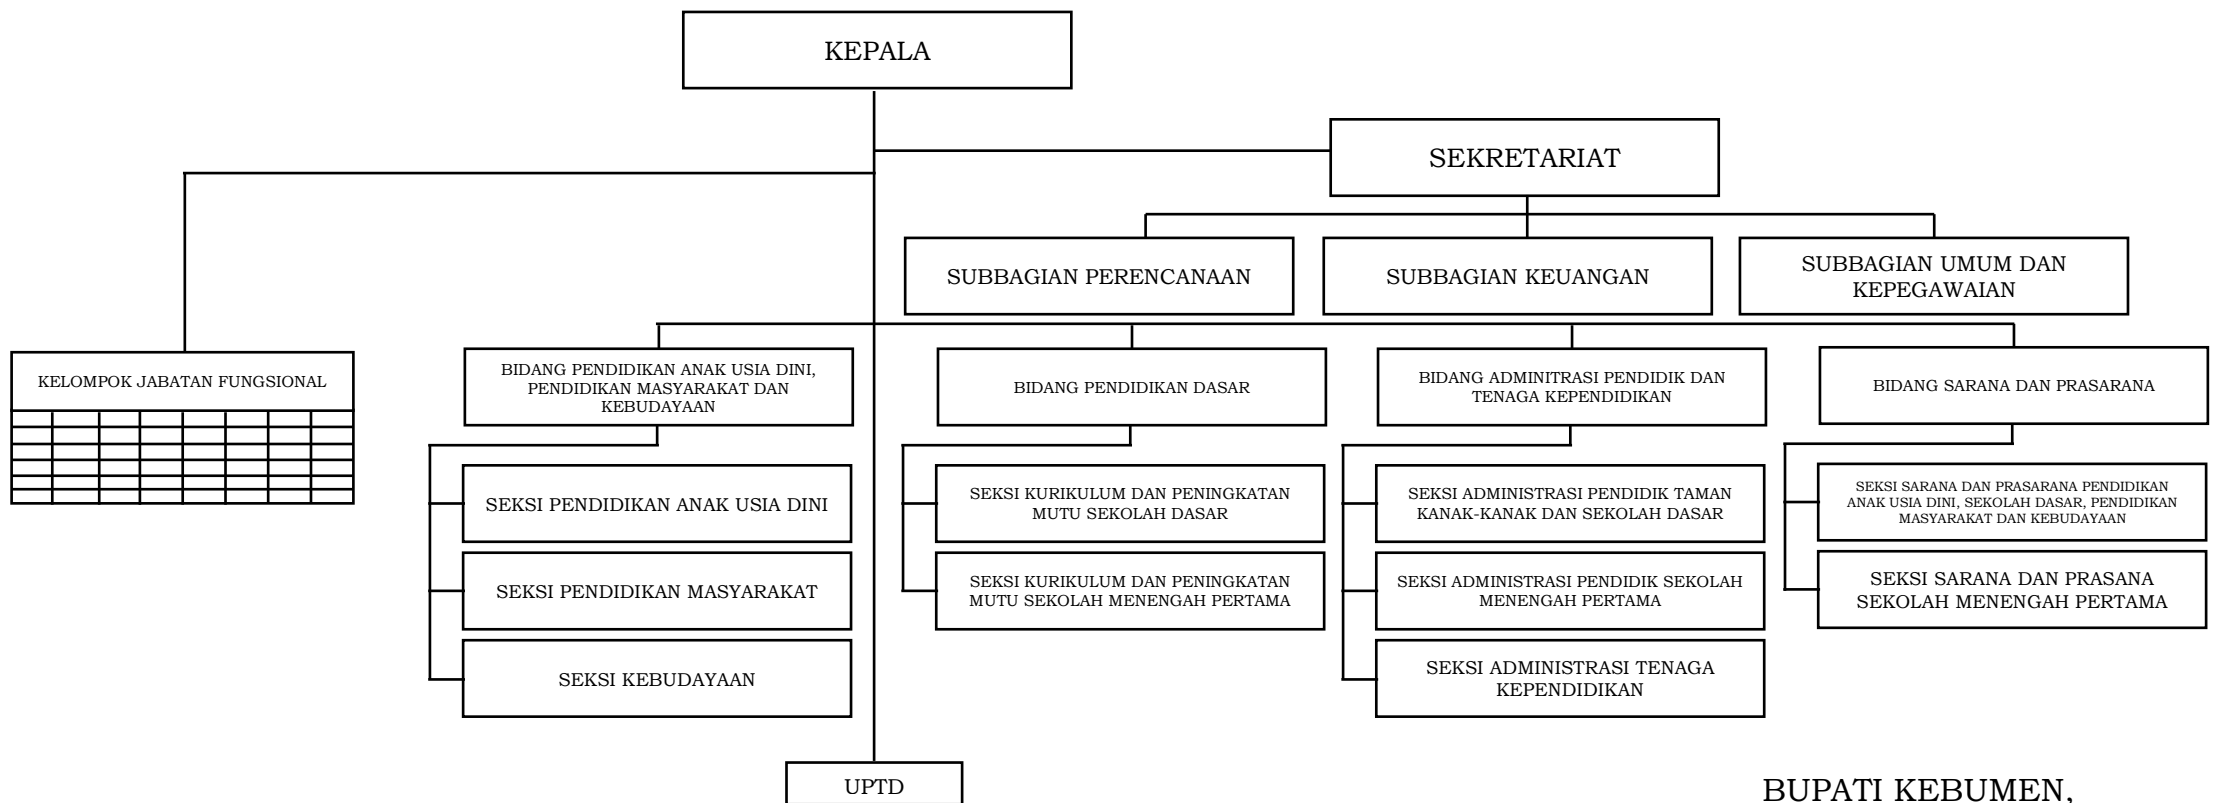 KEPALA
SEKRETARIAT
SUBBAGIAN PERENCANAAN
SUBBAGIAN KEUANGAN
SUBBAGIAN UMUM DAN
KEPEGAWAIAN
KELOMPOK JABATAN FUNGSIONAL
BIDANG PENDIDIKAN ANAK USIA DINI,
PENDIDIKAN MASYARAKAT DAN
KEBUDAYAAN
BIDANG PENDIDIKAN DASAR
BIDANG ADMINITRASI PENDIDIK DAN
TENAGA KEPENDIDIKAN
BIDANG SARANA DAN PRASARANA
SEKSI PENDIDIKAN ANAK USIA DINI
SEKSI PENDIDIKAN MASYARAKAT
SEKSI KEBUDAYAAN
SEKSI KURIKULUM DAN PENINGKATAN
MUTU SEKOLAH DASAR
SEKSI KURIKULUM DAN PENINGKATAN
MUTU SEKOLAH MENENGAH PERTAMA
SEKSI ADMINISTRASI PENDIDIK TAMAN
KANAK-KANAK DAN SEKOLAH DASAR
SEKSI ADMINISTRASI PENDIDIK SEKOLAH
MENENGAH PERTAMA
SEKSI ADMINISTRASI TENAGA
KEPENDIDIKAN
SEKSI SARANA DAN PRASARANA PENDIDIKAN
ANAK USIA DINI, SEKOLAH DASAR, PENDIDIKAN
MASYARAKAT DAN KEBUDAYAAN
SEKSI SARANA DAN PRASANA
SEKOLAH MENENGAH PERTAMA
UPTD
BUPATI KEBUMEN,